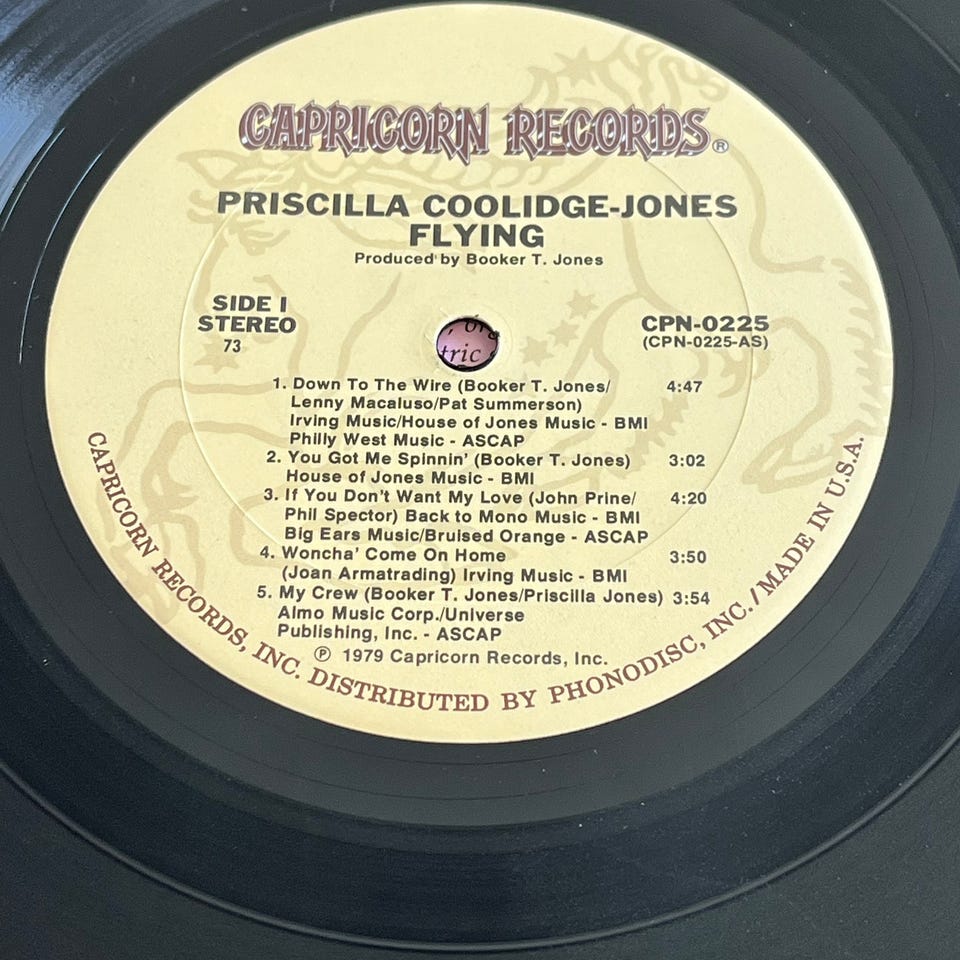 CAPRICORN RECORDS®
PRISCILLA COOLIDGE-JONES
FLYING
Produced by Booker T. Jones
SIDE I
STEREO
73
CPN-0225
(CPN-0225-AS)
tric
1. Down To The Wire (Booker T. Jones/ 4:47
Lenny Macaluso/Pat Summerson)
Irving Music/House of Jones Music - BMI
Philly West Music - ASCAP
2. You Got Me Spinnin' (Booker T. Jones) 3:02
House of Jones Music - BMI
3. If You Don't Want My Love (John Prine/ 4:20
Phil Spector) Back to Mono Music - BMI
Big Ears Music/Bruised Orange - ASCAP
4. Woncha' Come On Home 3:50
(Joan Armatrading) Irving Music - BMI
5. My Crew (Booker T. Jones/Priscilla Jones) 3:54
Almo Music Corp./Universe
Publishing, Inc. - ASCAP
℗ 1979 Capricorn Records, Inc.
CAPRICORN RECORDS, INC. DISTRIBUTED BY PHONODISC, INC./MADE IN U.S.A.